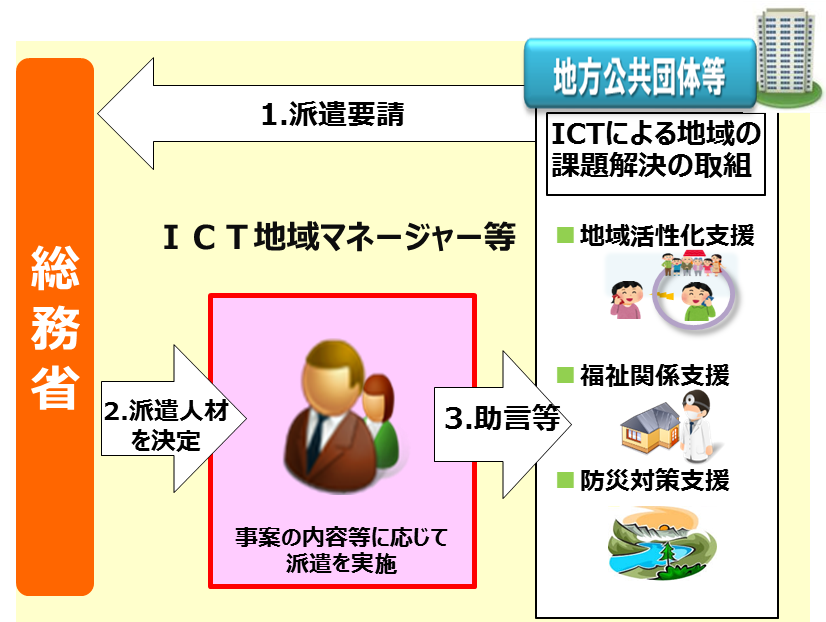 地方公共団体等
1.派遣要請
ICTによる地域の
課題解決の取組
総務省
ＩＣＴ地域マネージャー等
2.派遣人材
を決定
事案の内容等に応じて
派遣を実施
3.助言等
■地域活性化支援
■福祉関係支援
■防災対策支援